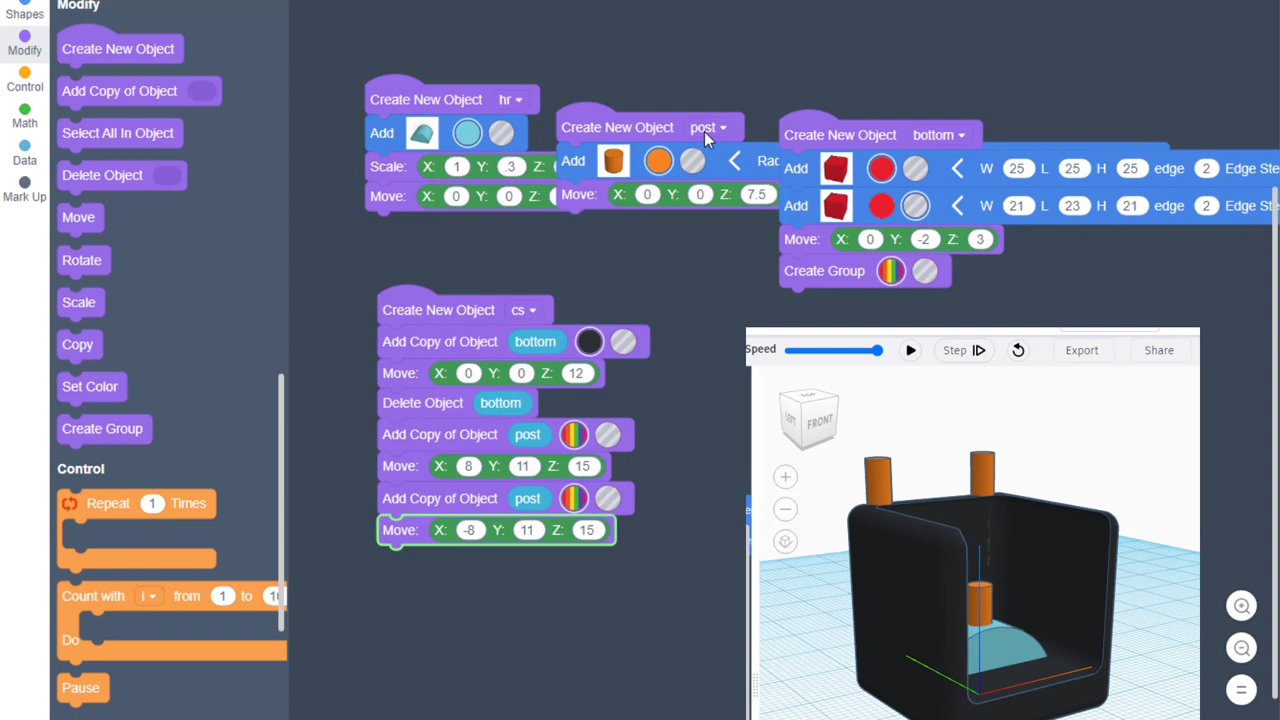 Shapes
Modify
Control
Math
Data
Mark Up
Modify
Create New Object
Add Copy of Object
Select All In Object
Delete Object
Move
Rotate
Scale
Copy
Set Color
Create Group
Control
Repeat 1 Times
Count with i from 1 to
Do
Pause
Create New Object hr
Add
Scale: X: 1 Y: .3 Z:
Move: X: 0 Y: 0 Z:
Create New Object post
Add
Move: X: 0 Y: 0 Z: 7.5
Create New Object bottom
Add W 25 L 25 H 25 edge 2 Edge Ste
Add W 21 L 23 H 21 edge 2 Edge Ste
Move: X: 0 Y: -2 Z: 3
Create Group
Create New Object cs
Add Copy of Object bottom
Move: X: 0 Y: 0 Z: 12
Delete Object bottom
Add Copy of Object post
Move: X: 8 Y: 11 Z: 15
Add Copy of Object post
Move: X: -8 Y: 11 Z: 15
Speed Step Export Share
LEFT FRONT